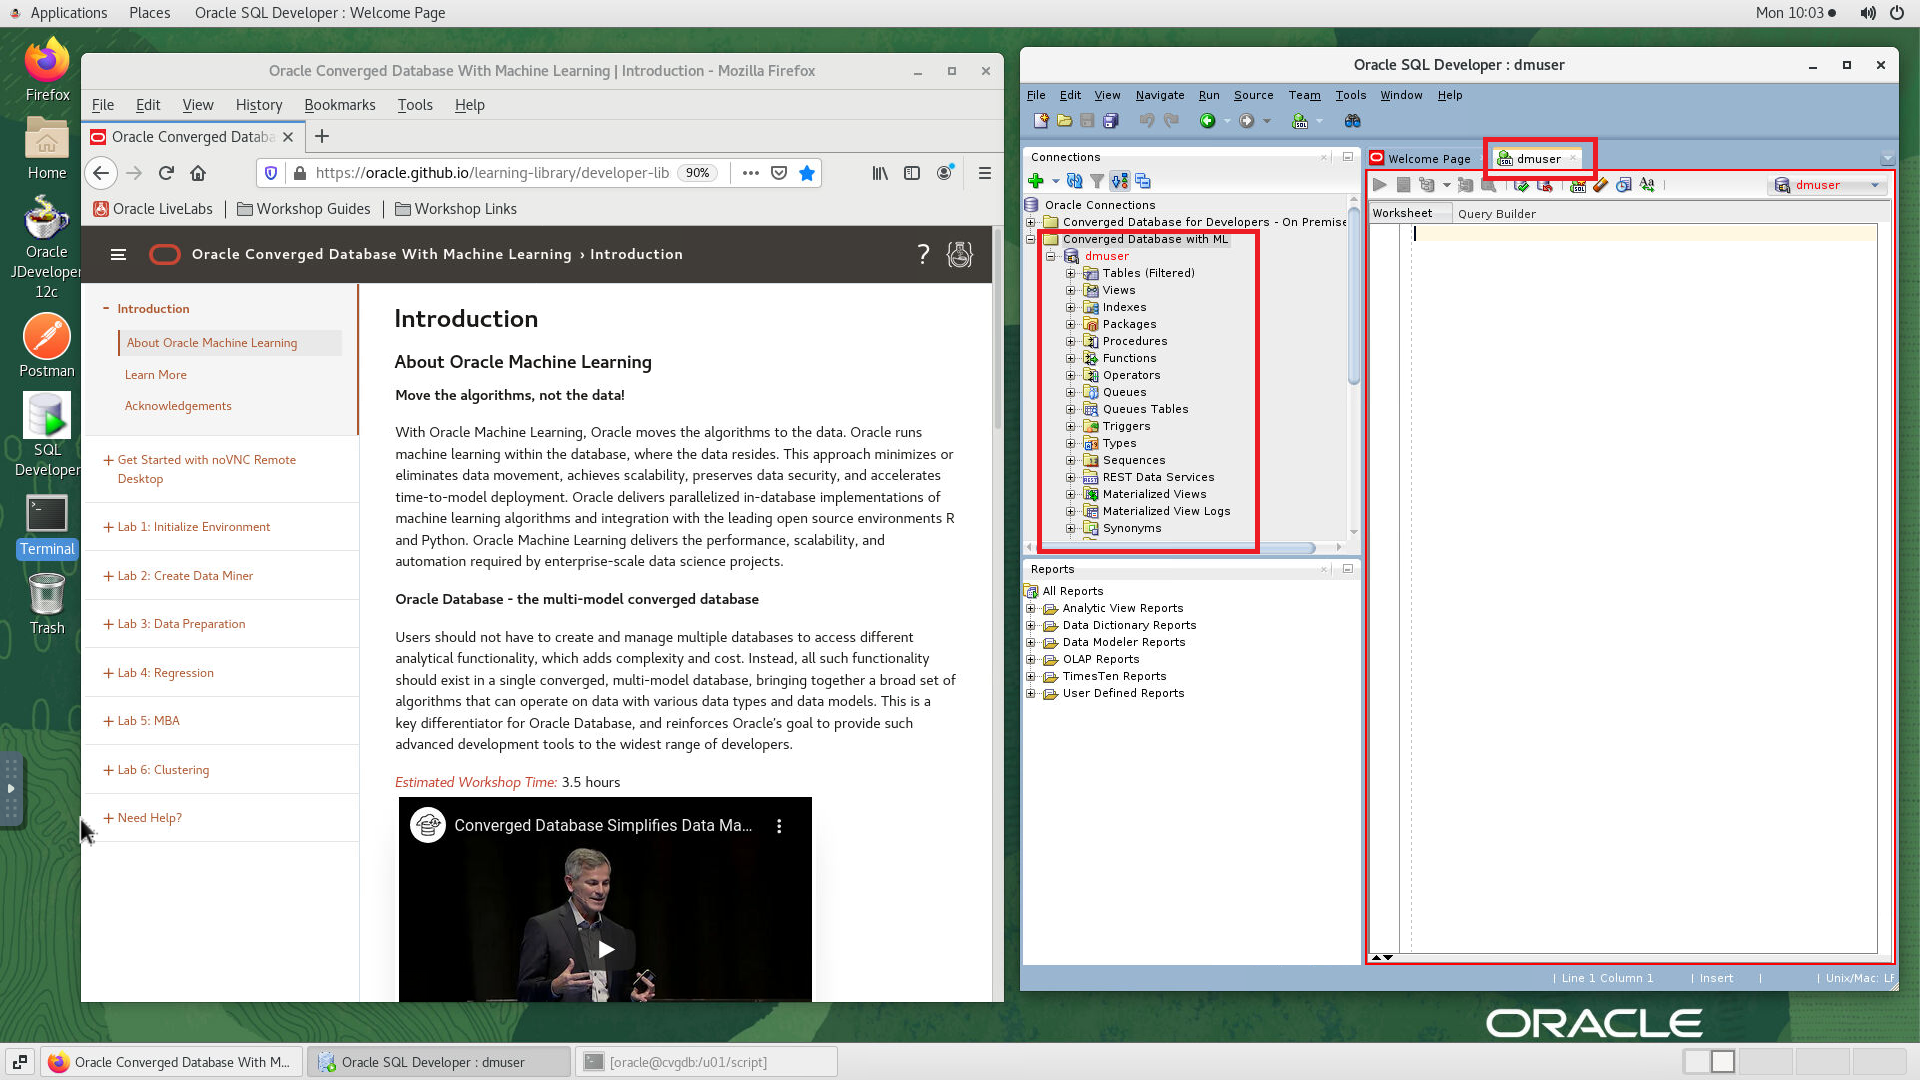 Applications Places Oracle SQL Developer : Welcome Page Mon 10:03
Firefox
Home
Oracle
JDeveloper
12c
Postman
SQL
Developer
Terminal
Trash
Oracle Converged Database With Machine Learning | Introduction - Mozilla Firefox
File Edit View History Bookmarks Tools Help
Oracle Converged Databa
https://oracle.github.io/learning-library/developer-lib 90%
Oracle LiveLabs Workshop Guides Workshop Links
Oracle Converged Database With Machine Learning › Introduction ?
Introduction
About Oracle Machine Learning
Learn More
Acknowledgements
Get Started with noVNC Remote
Desktop
Lab 1: Initialize Environment
Lab 2: Create Data Miner
Lab 3: Data Preparation
Lab 4: Regression
Lab 5: MBA
Lab 6: Clustering
Need Help?
Introduction
About Oracle Machine Learning
Move the algorithms, not the data!
With Oracle Machine Learning, Oracle moves the algorithms to the data. Oracle runs
machine learning within the database, where the data resides. This approach minimizes or
eliminates data movement, achieves scalability, preserves data security, and accelerates
time-to-model deployment. Oracle delivers parallelized in-database implementations of
machine learning algorithms and integration with the leading open source environments R
and Python. Oracle Machine Learning delivers the performance, scalability, and
automation required by enterprise-scale data science projects.
Oracle Database - the multi-model converged database
Users should not have to create and manage multiple databases to access different
analytical functionality, which adds complexity and cost. Instead, all such functionality
should exist in a single converged, multi-model database, bringing together a broad set of
algorithms that can operate on data with various data types and data models. This is a
key differentiator for Oracle Database, and reinforces Oracle's goal to provide such
advanced development tools to the widest range of developers.
Estimated Workshop Time: 3.5 hours
Converged Database Simplifies Data Ma...
Oracle SQL Developer : dmuser
File Edit View Navigate Run Source Team Tools Window Help
Connections
Oracle Connections
Converged Database for Developers - On Premise
Converged Database with ML
dmuser
Tables (Filtered)
Views
Indexes
Packages
Procedures
Functions
Operators
Queues
Queues Tables
Triggers
Types
Sequences
REST Data Services
Materialized Views
Materialized View Logs
Synonyms
Reports
All Reports
Analytic View Reports
Data Dictionary Reports
Data Modeler Reports
OLAP Reports
TimesTen Reports
User Defined Reports
Welcome Page dmuser
Aa dmuser
Worksheet Query Builder
Line 1 Column 1 Insert Unix/Mac: LF
ORACLE
Oracle Converged Database With M... Oracle SQL Developer : dmuser [oracle@cvgdb:/u01/script]